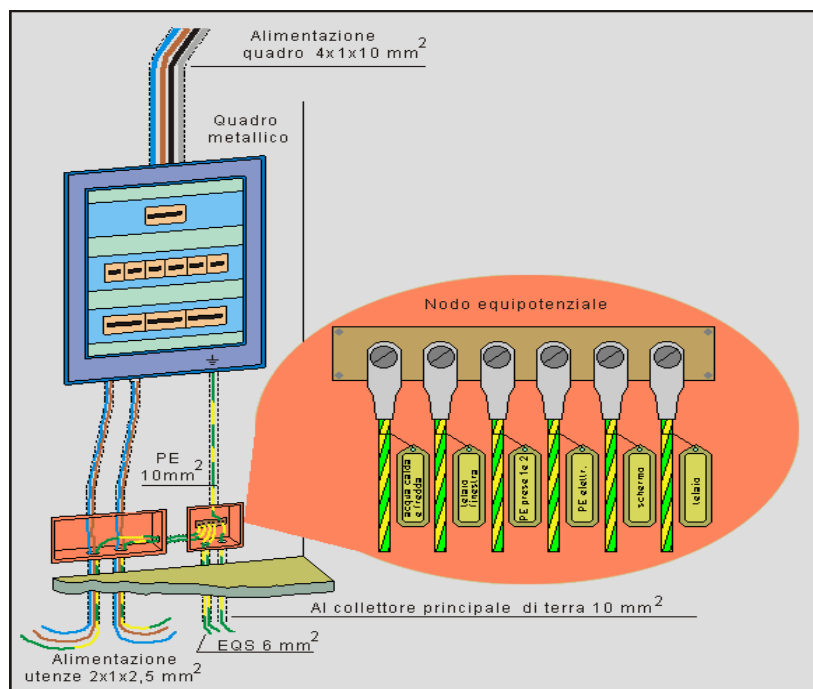 Alimentazione
quadro 4x1x10 mm²
Quadro
metallico
Nodo equipotenziale
PE
10mm²
acqua calda
e fredda
telaio
finestra
PE prese 1e 2
PE elettr.
schermo
telaio
Al collettore principale di terra 10 mm²
EQS 6 mm²
Alimentazione
utenze 2x1x2,5 mm²